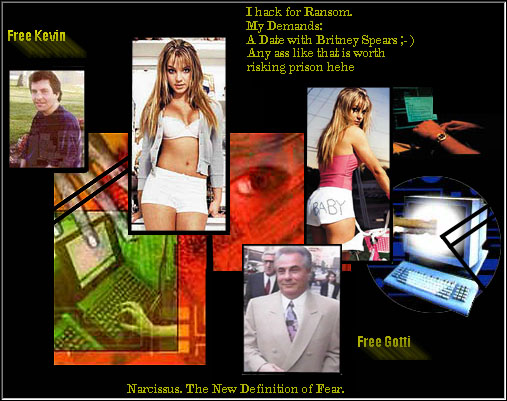 I hack for Ransom.
My Demands:
A Date with Britney Spears ;-)
Any ass like that is worth
risking prison hehe
Free Kevin
BABY
Free Gotti
Narcissus. The New Definition of Fear.